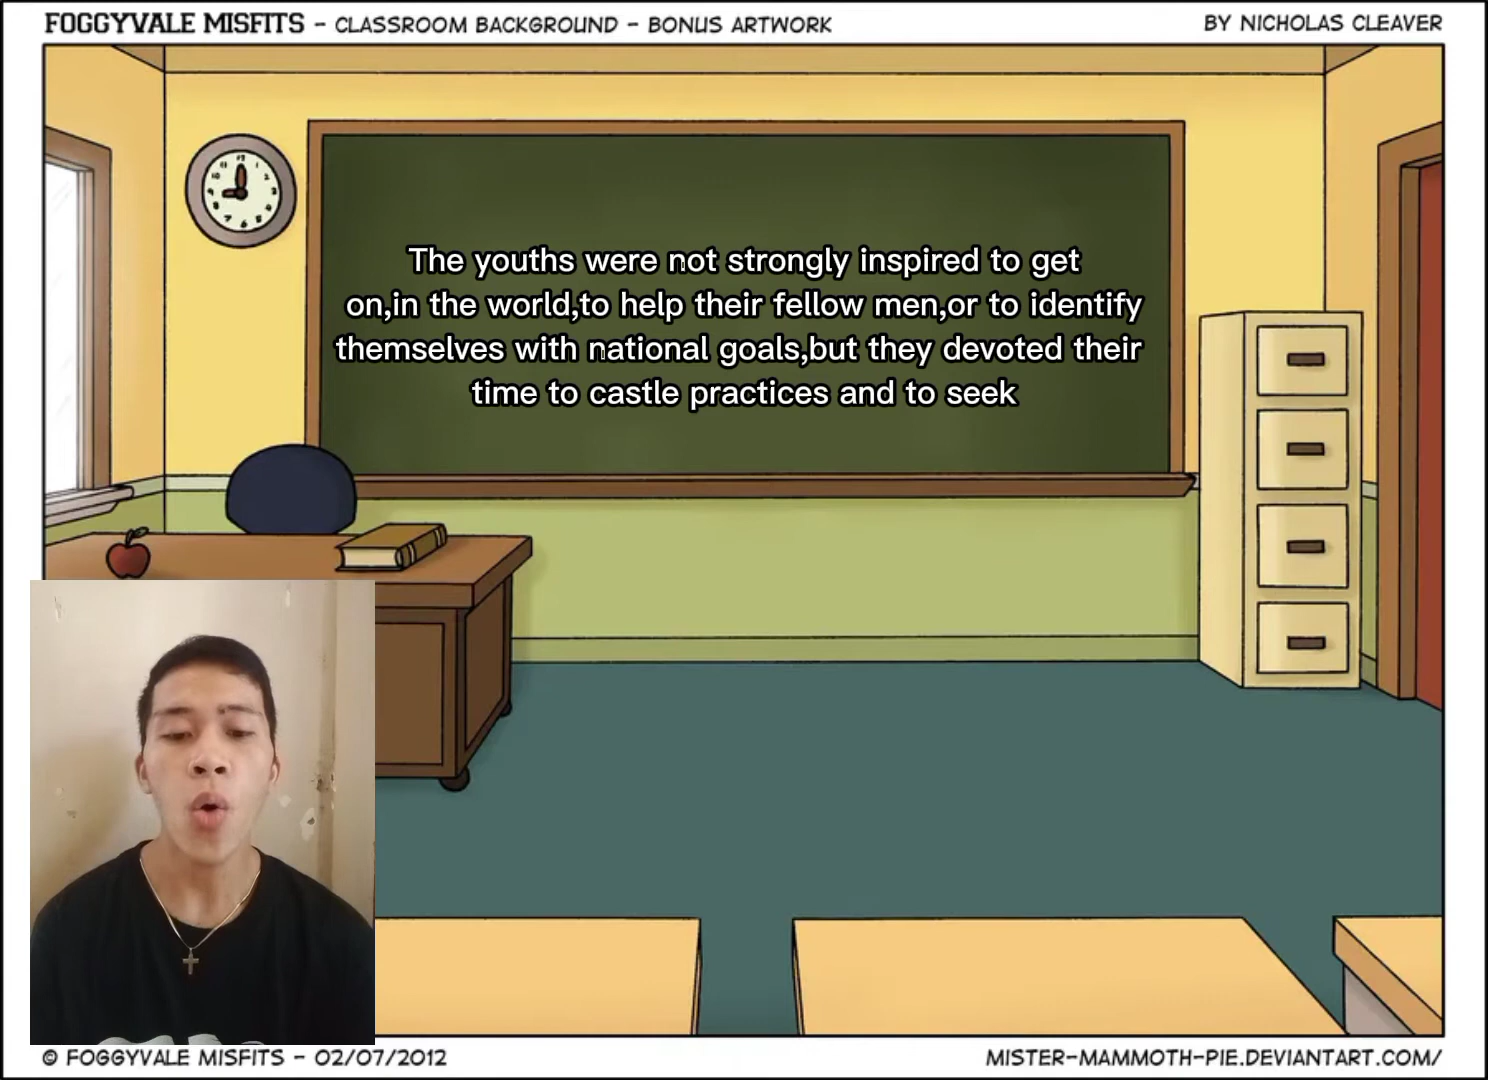 FOGGYVALE MISFITS - CLASSROOM BACKGROUND - BONUS ARTWORK
BY NICHOLAS CLEAVER
The youths were not strongly inspired to get
on,in the world,to help their fellow men,or to identify
themselves with national goals,but they devoted their
time to castle practices and to seek
© FOGGYVALE MISFITS - 02/07/2012
MISTER-MAMMOTH-PIE.DEVIANTART.COM/